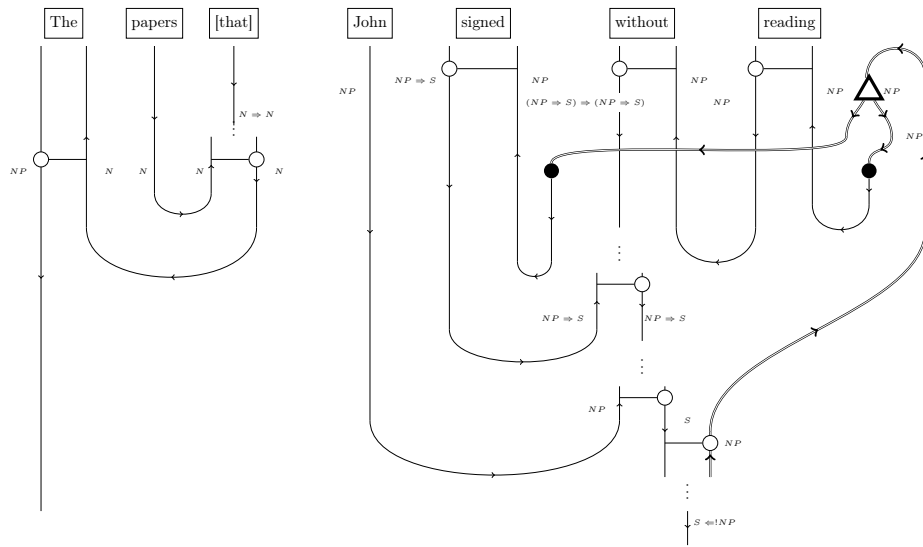 The papers [that] John signed without reading
NP NP ⇒ S NP NP NP NP NP
(NP ⇒ S) ⇒ (NP ⇒ S)
N ⇒ N
NP
NP N N N N
NP ⇒ S NP ⇒ S
NP
S
NP
S ⇐!NP